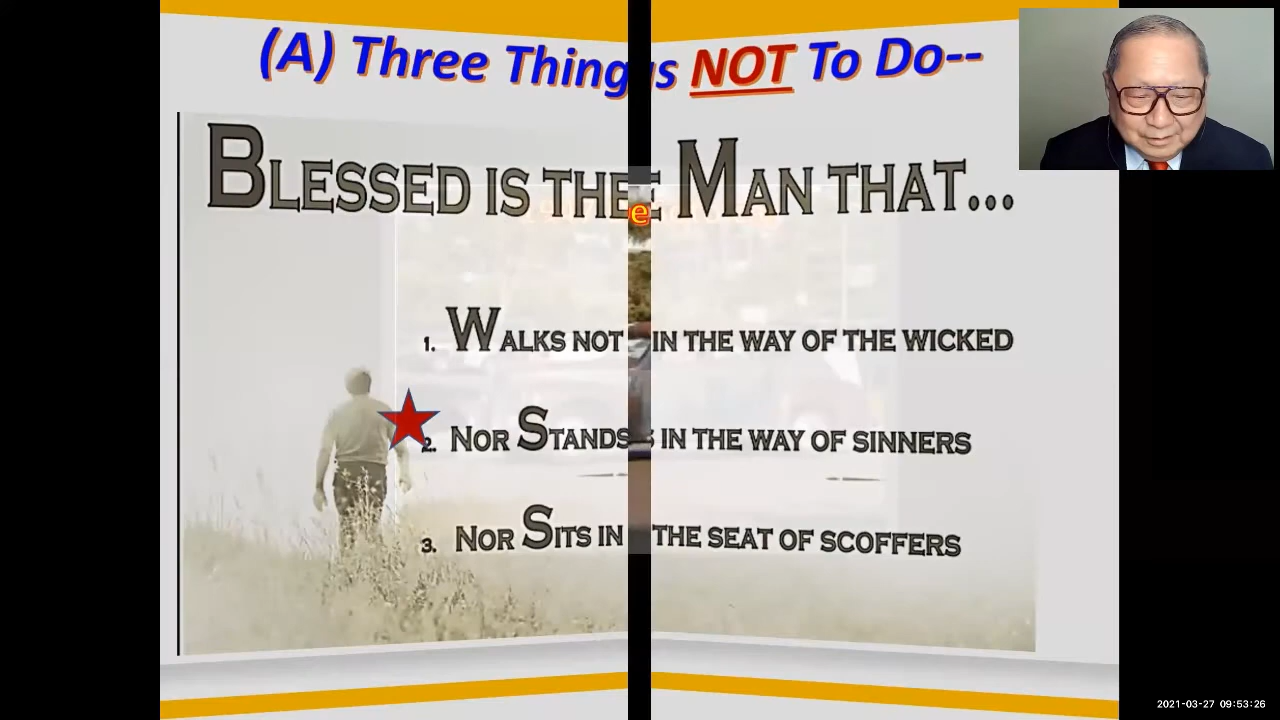 (A) Three Things NOT To Do--
BLESSED IS THE MAN THAT...
1. WALKS NOT IN THE WAY OF THE WICKED
2. NOR STANDS IN THE WAY OF SINNERS
3. NOR SITS IN THE SEAT OF SCOFFERS
2021-03-27 09:53:26